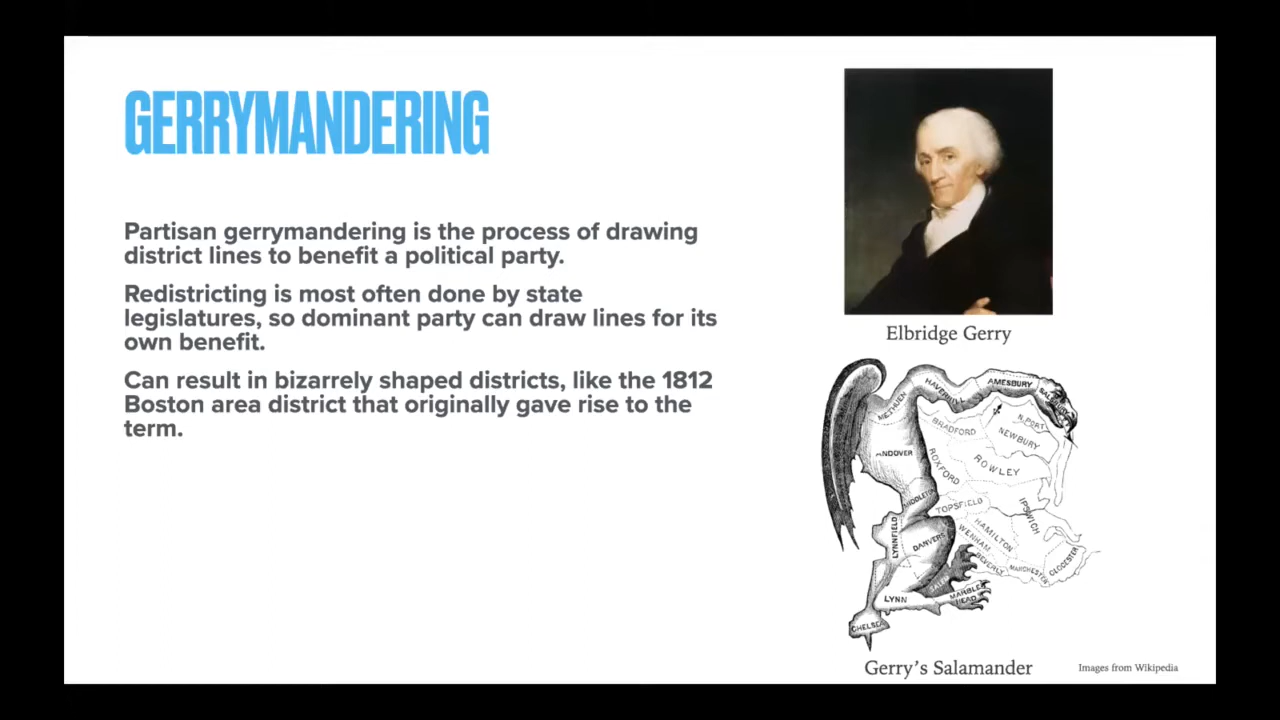 GERRYMANDERING
Partisan gerrymandering is the process of drawing
district lines to benefit a political party.
Redistricting is most often done by state
legislatures, so dominant party can draw lines for its
own benefit.
Can result in bizarrely shaped districts, like the 1812
Boston area district that originally gave rise to the
term.
Elbridge Gerry
METHUEN
HAVERHILL
AMESBURY
SALISBURY
BRADFORD
N.PORT
NEWBURY
ANDOVER
ROXFORD
ROWLEY
MIDDLETON
TOPSFIELD
IPSWICH
LYNNFIELD
DANVERS
HAMILTON
WENHAM
BEVERLY
MANCHESTER
GLOCESTER
SALEM
LYNN
MARBLE
HEAD
CHELSEA
Gerry's Salamander
Images from Wikipedia